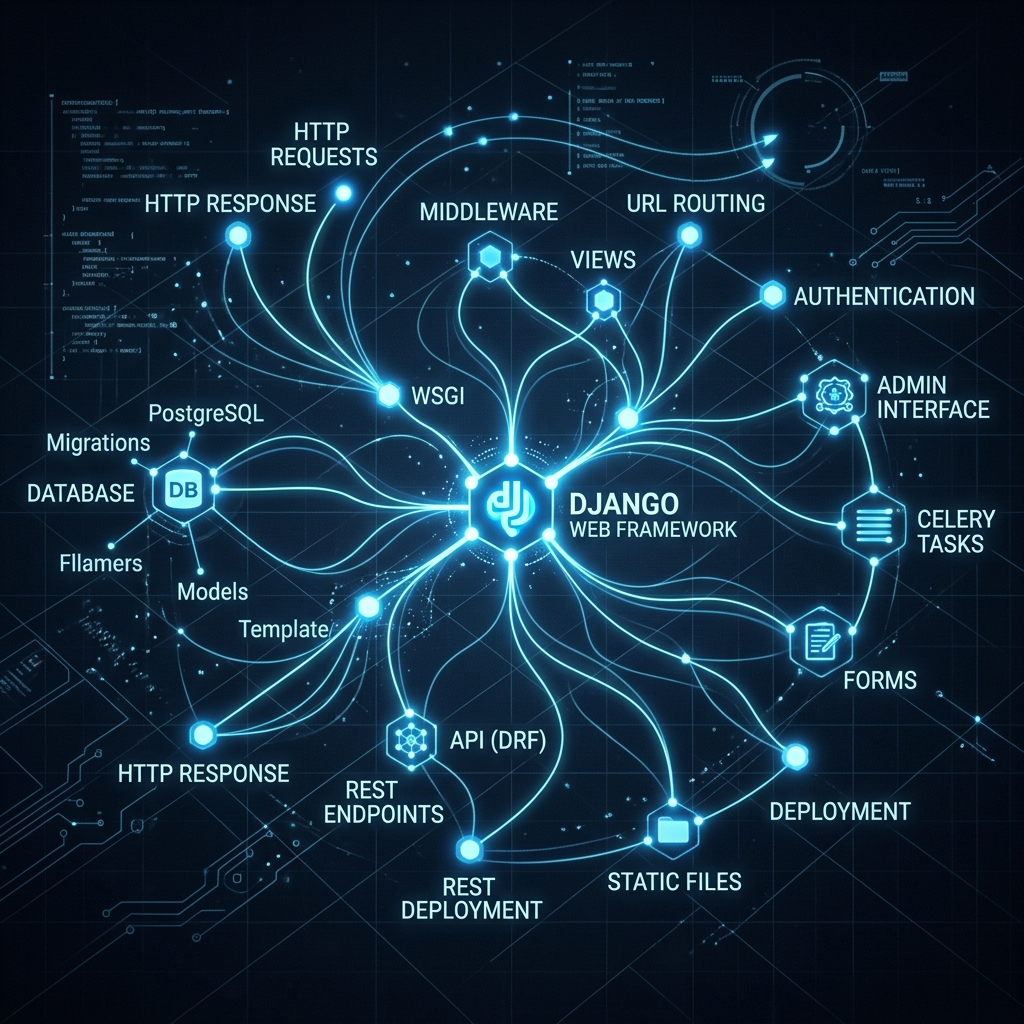 HTTP
REQUESTS
HTTP RESPONSE
MIDDLEWARE
URL ROUTING
VIEWS
AUTHENTICATION
WSGI
ADMIN
INTERFACE
PostgreSQL
Migrations
DATABASE
DB
Fllamers
Models
DJANGO
WEB FRAMEWORK
CELERY
TASKS
Template
FORMS
API (DRF)
HTTP RESPONSE
REST
ENDPOINTS
DEPLOYMENT
STATIC FILES
REST
DEPLOYMENT